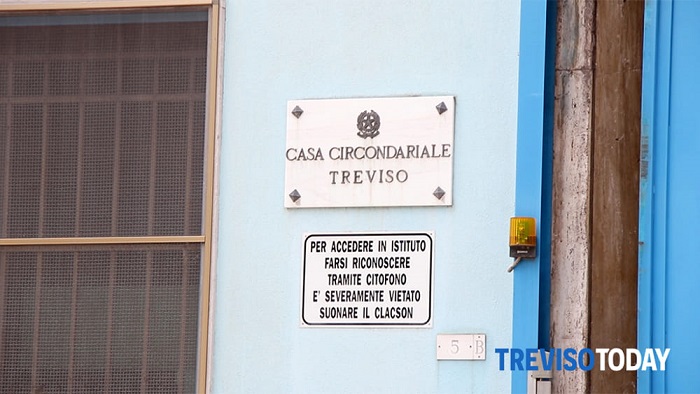 CASA CIRCONDARIALE
TREVISO
PER ACCEDERE IN ISTITUTO
FARSI RICONOSCERE
TRAMITE CITOFONO
E' SEVERAMENTE VIETATO
SUONARE IL CLACSON
5 B
TREVISOTODAY